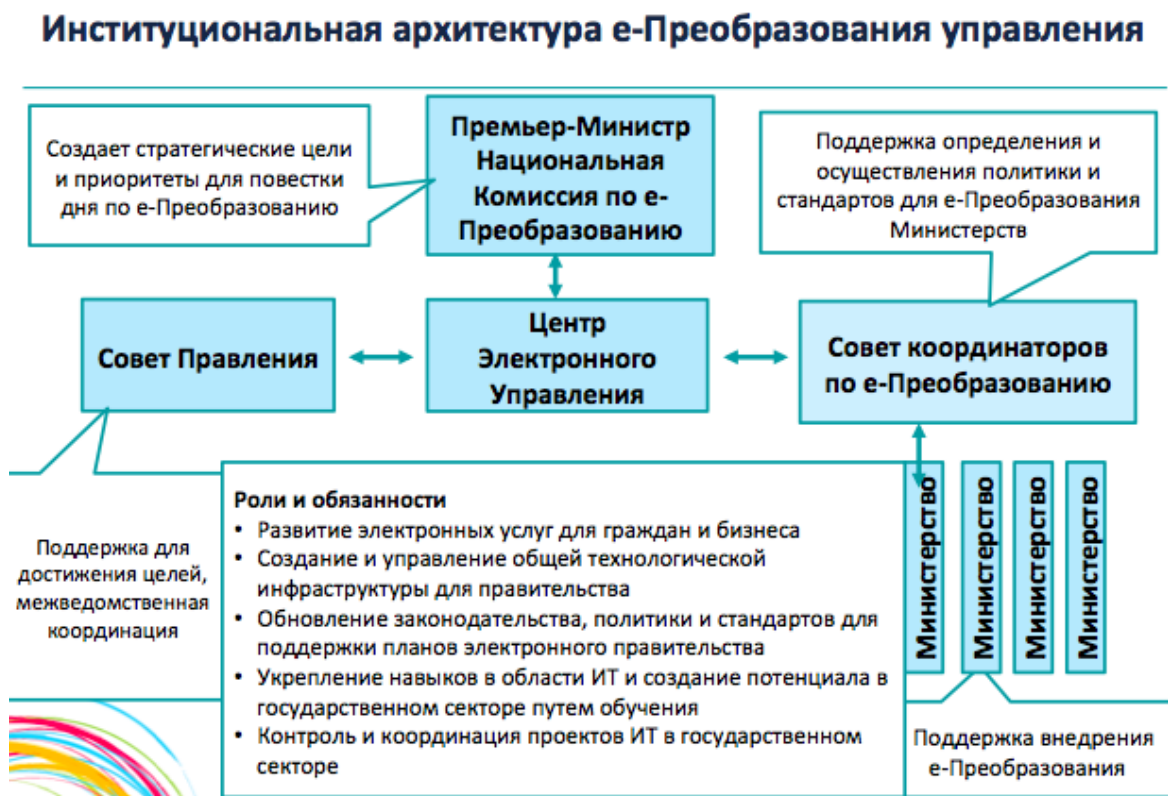 Институциональная архитектура е-Преобразования управления
Создает стратегические цели
и приоритеты для повестки
дня по е-Преобразованию
Премьер-Министр
Национальная
Комиссия по е-
Преобразованию
Поддержка определения и
осуществления политики и
стандартов для е-Преобразования
Министерств
Совет Правления
Центр
Электронного
Управления
Совет координаторов
по е-Преобразованию
Поддержка для
достижения целей,
межведомственная
координация
Роли и обязанности
• Развитие электронных услуг для граждан и бизнеса
• Создание и управление общей технологической
инфраструктуры для правительства
• Обновление законодательства, политики и стандартов для
поддержки планов электронного правительства
• Укрепление навыков в области ИТ и создание потенциала в
государственном секторе путем обучения
• Контроль и координация проектов ИТ в государственном
секторе
Министерство
Министерство
Министерство
Министерство
Поддержка внедрения
е-Преобразования